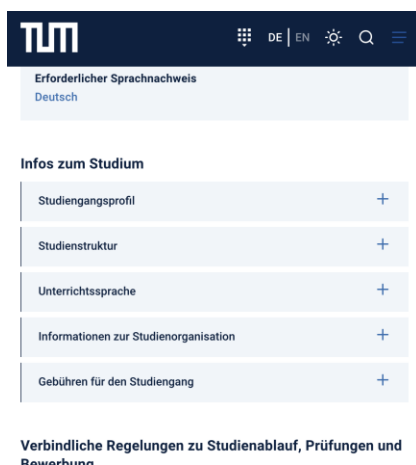 TUM
DE | EN
Erforderlicher Sprachnachweis
Deutsch
Infos zum Studium
Studiengangsprofil
Studienstruktur
Unterrichtssprache
Informationen zur Studienorganisation
Gebühren für den Studiengang
Verbindliche Regelungen zu Studienablauf, Prüfungen und
Bewerbung